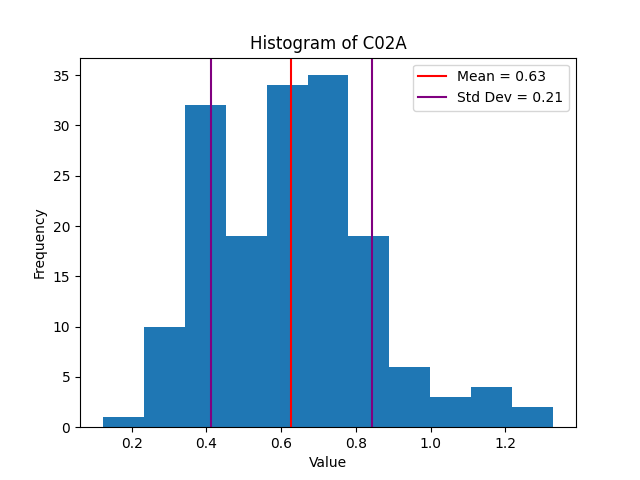 Histogram of C02A
Mean = 0.63
Std Dev = 0.21
35
30
25
20
15
10
5
0
Frequency
0.2 0.4 0.6 0.8 1.0 1.2
Value